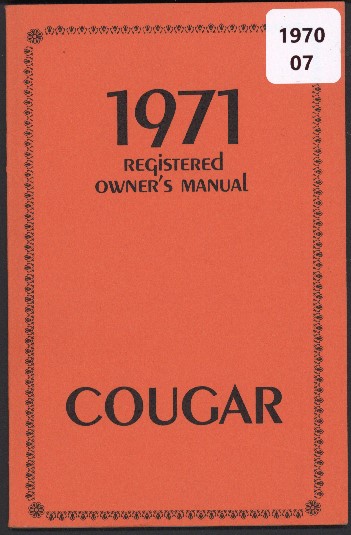 1970
07
1971
REGISTERED
OWNER'S MANUAL
COUGAR